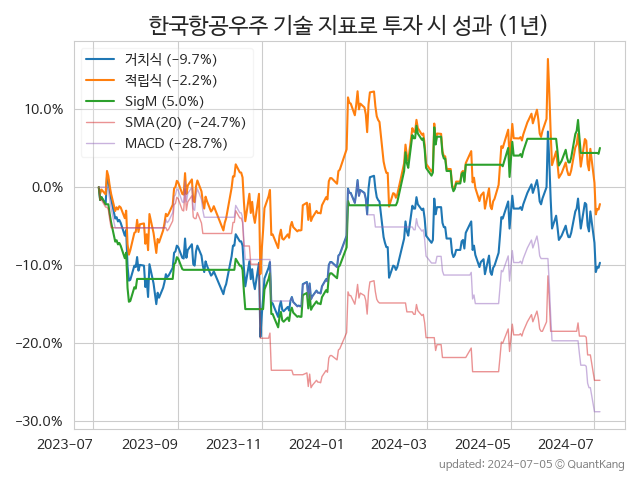 한국항공우주 기술 지표로 투자 시 성과 (1년)
거치식 (−9.7%)
적립식 (−2.2%)
SigM (5.0%)
SMA(20) (−24.7%)
MACD (−28.7%)
10.0%
0.0%
−10.0%
−20.0%
−30.0%
2023-07 2023-09 2023-11 2024-01 2024-03 2024-05 2024-07
updated: 2024-07-05 © QuantKang